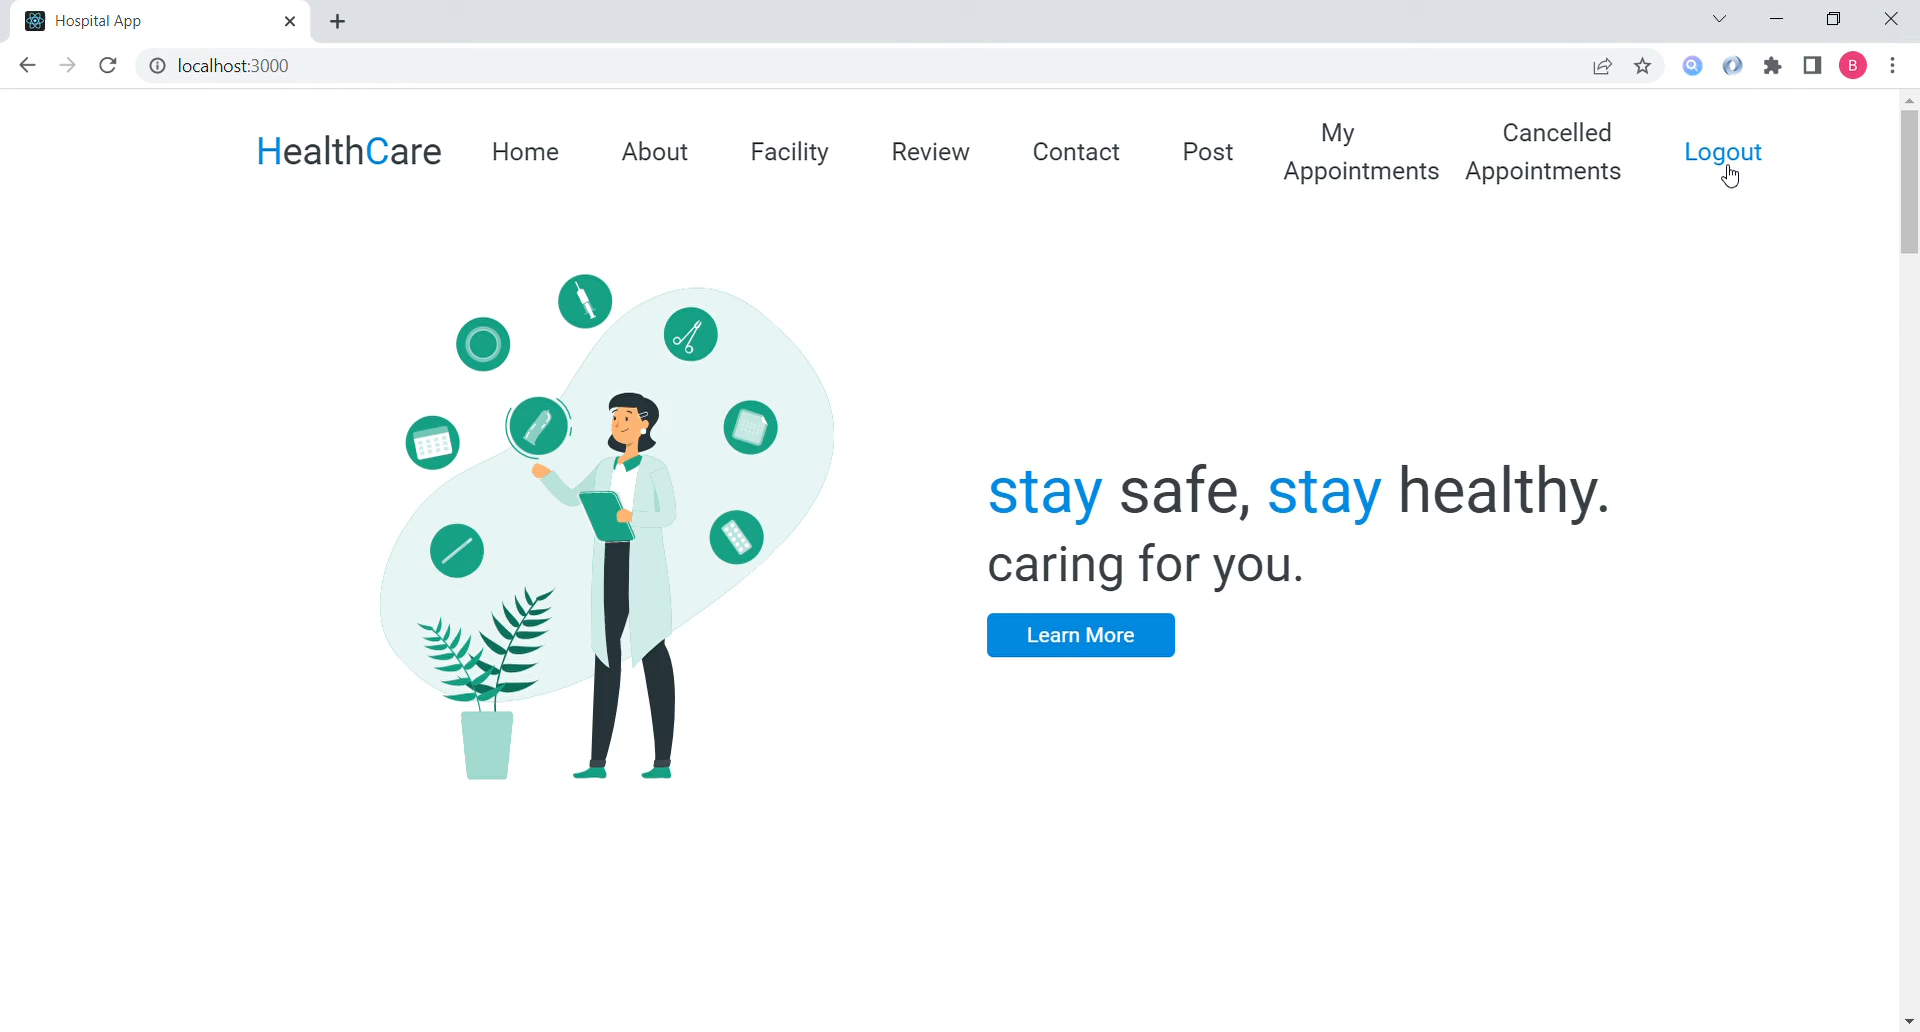 Hospital App
localhost:3000
B
HealthCare
Home
About
Facility
Review
Contact
Post
My
Appointments
Cancelled
Appointments
Logout
stay safe, stay healthy.
caring for you.
Learn More